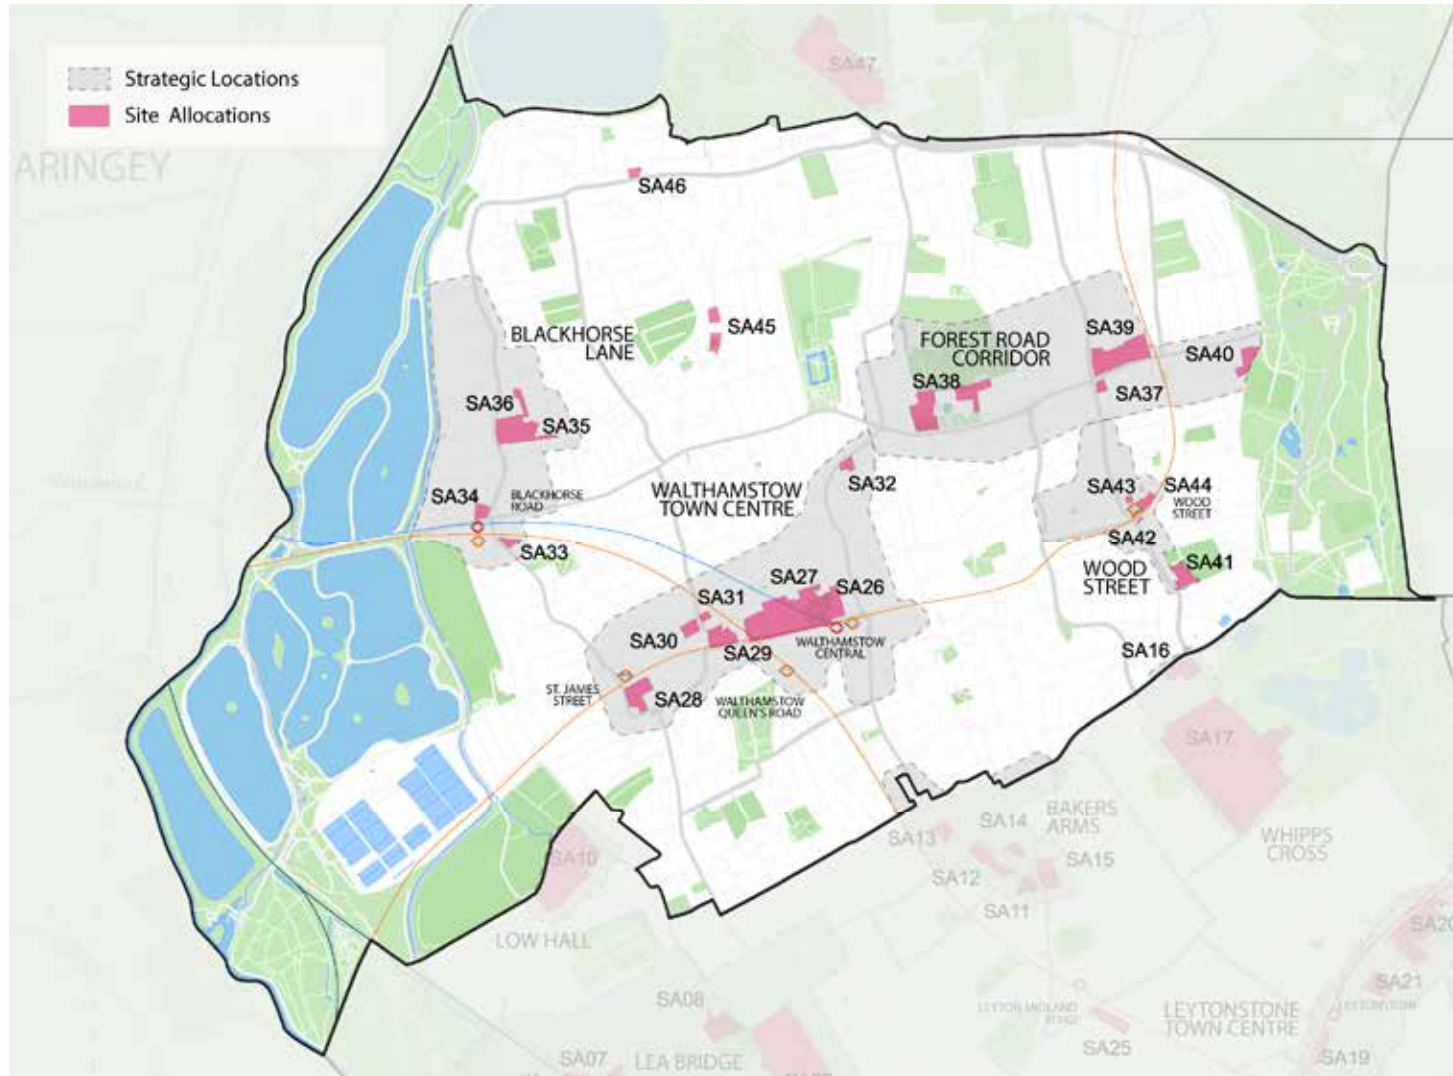 Strategic Locations
Site Allocations
SA47
ARINGEY
SA46
BLACKHORSE
LANE
SA45
FOREST ROAD
CORRIDOR
SA39
SA40
SA38
SA37
SA36
SA35
SA34
BLACKHORSE
ROAD
SA33
WALTHAMSTOW
TOWN CENTRE
SA32
SA43
SA44
WOOD
STREET
SA42
WOOD
STREET
SA41
SA31
SA27
SA26
SA30
SA29
WALTHAMSTOW
CENTRAL
SA16
ST. JAMES
STREET
SA28
WALTHAMSTOW
QUEEN'S ROAD
SA17
SA13
SA14
BAKERS
ARMS
SA15
WHIPPS
CROSS
SA10
SA12
SA11
LOW HALL
SA20
SA21
SA08
LEYTON MIDLAND
ROAD
LEYTONSTONE
TOWN CENTRE
SA25
SA19
SA07
LEA BRIDGE